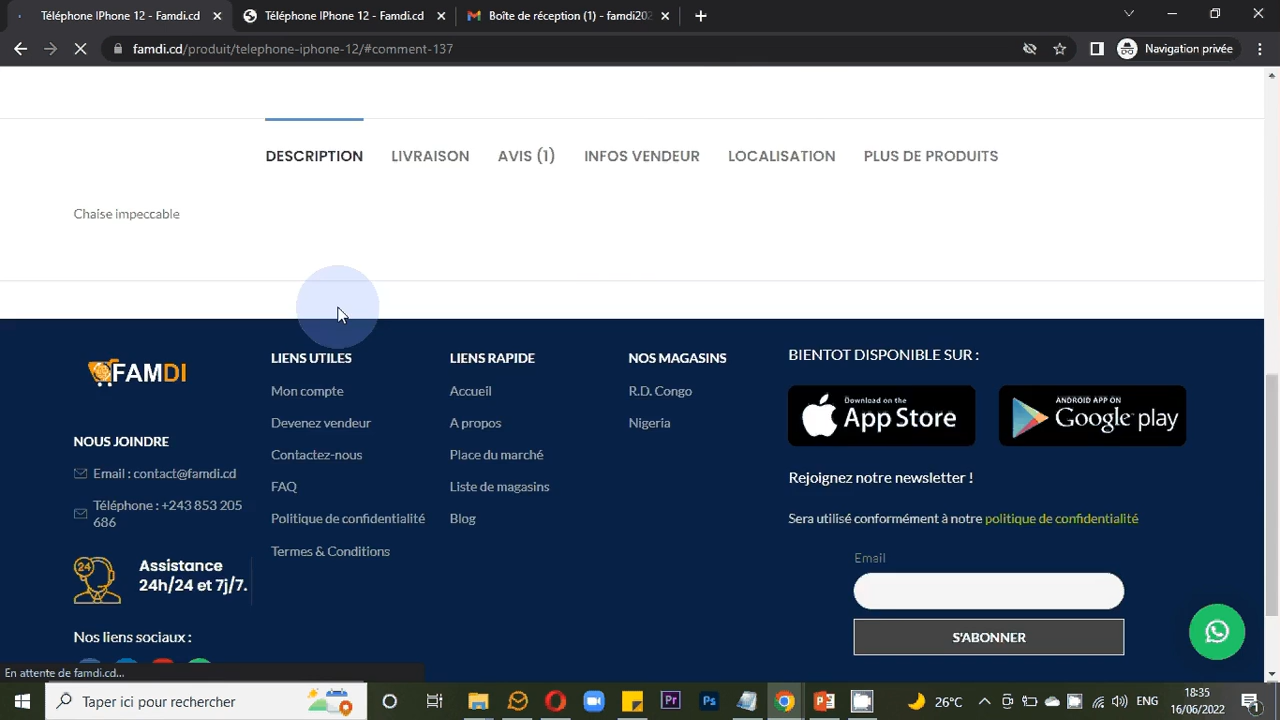 Téléphone IPhone 12 - Famdi.cd
Téléphone IPhone 12 - Famdi.cd
Boîte de réception (1) - famdi202
famdi.cd/produit/telephone-iphone-12/#comment-137
Navigation privée
DESCRIPTION LIVRAISON AVIS (1) INFOS VENDEUR LOCALISATION PLUS DE PRODUITS
Chaise impeccable
FAMDI
NOUS JOINDRE
Email : contact@famdi.cd
Téléphone : +243 853 205
686
24
Assistance
24h/24 et 7j/7.
Nos liens sociaux :
LIENS UTILES
Mon compte
Devenez vendeur
Contactez-nous
FAQ
Politique de confidentialité
Termes & Conditions
LIENS RAPIDE
Accueil
A propos
Place du marché
Liste de magasins
Blog
NOS MAGASINS
R.D. Congo
Nigeria
BIENTOT DISPONIBLE SUR :
Download on the
App Store
ANDROID APP ON
Google play
Rejoignez notre newsletter !
Sera utilisé conformément à notre politique de confidentialité
Email
S'ABONNER
En attente de famdi.cd...
Taper ici pour rechercher
Pr
Ps
26°C
ENG
18:35
16/06/2022
1